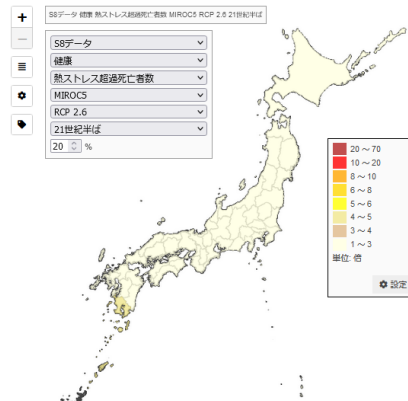 S8データ 健康 熱ストレス超過死亡者数 MIROC5 RCP 2.6 21世紀半ば
S8データ
健康
熱ストレス超過死亡者数
MIROC5
RCP 2.6
21世紀半ば
20 %
20 ～ 70
10 ～ 20
8 ～ 10
6 ～ 8
5 ～ 6
4 ～ 5
3 ～ 4
1 ～ 3
単位: 倍
設定